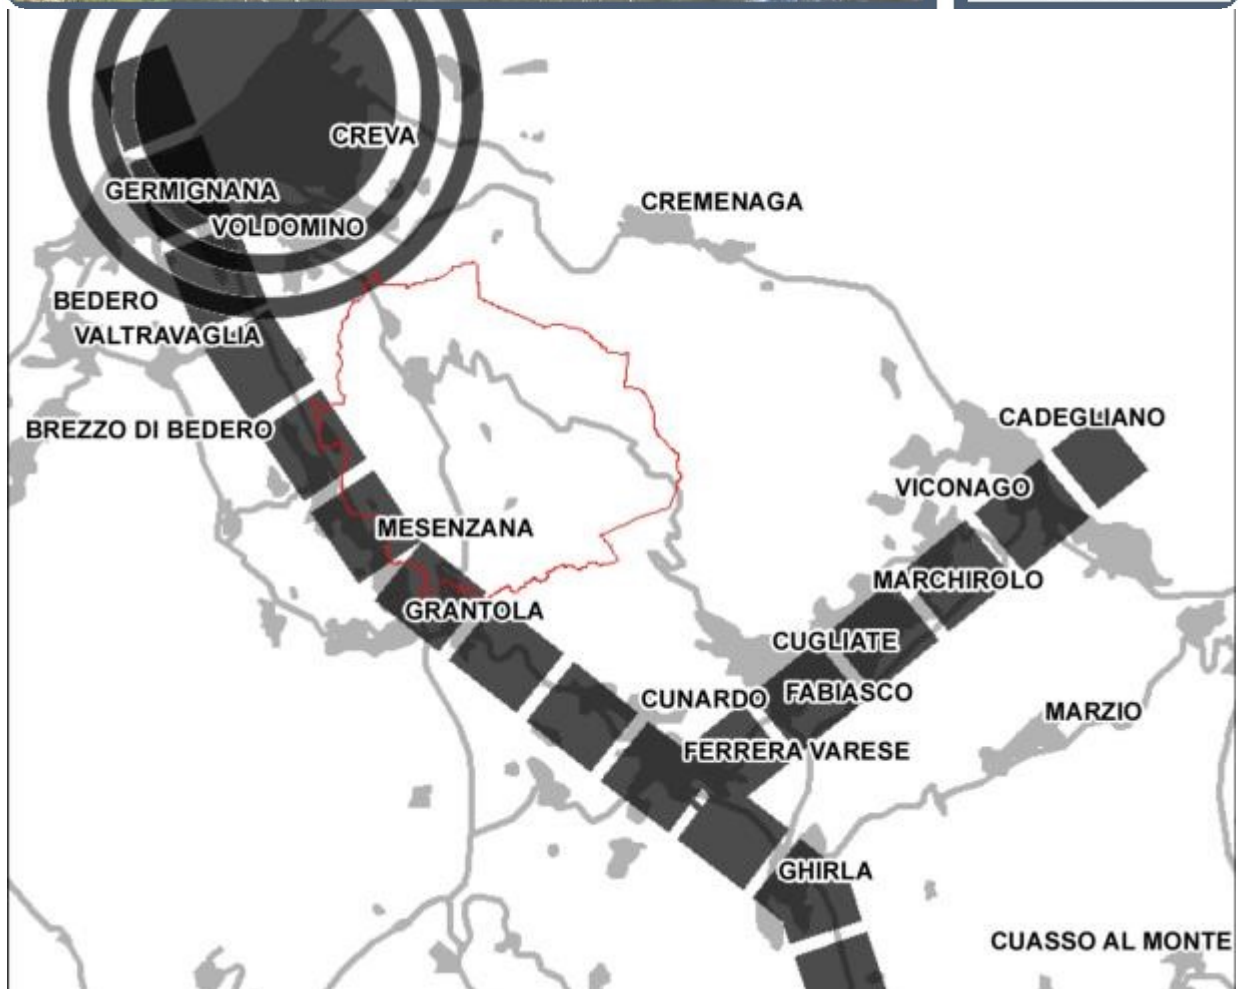 CREVA
GERMIGNANA
CREMENAGA
VOLDOMINO
BEDERO
VALTRAVAGLIA
CADEGLIANO
BREZZO DI BEDERO
VICONAGO
MESENZANA
MARCHIROLO
GRANTOLA
CUGLIATE
FABIASCO
CUNARDO
MARZIO
FERRERA VARESE
GHIRLA
CUASSO AL MONTE